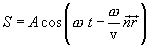 S = A cos ( ω t − ω/v n⃗r⃗ )